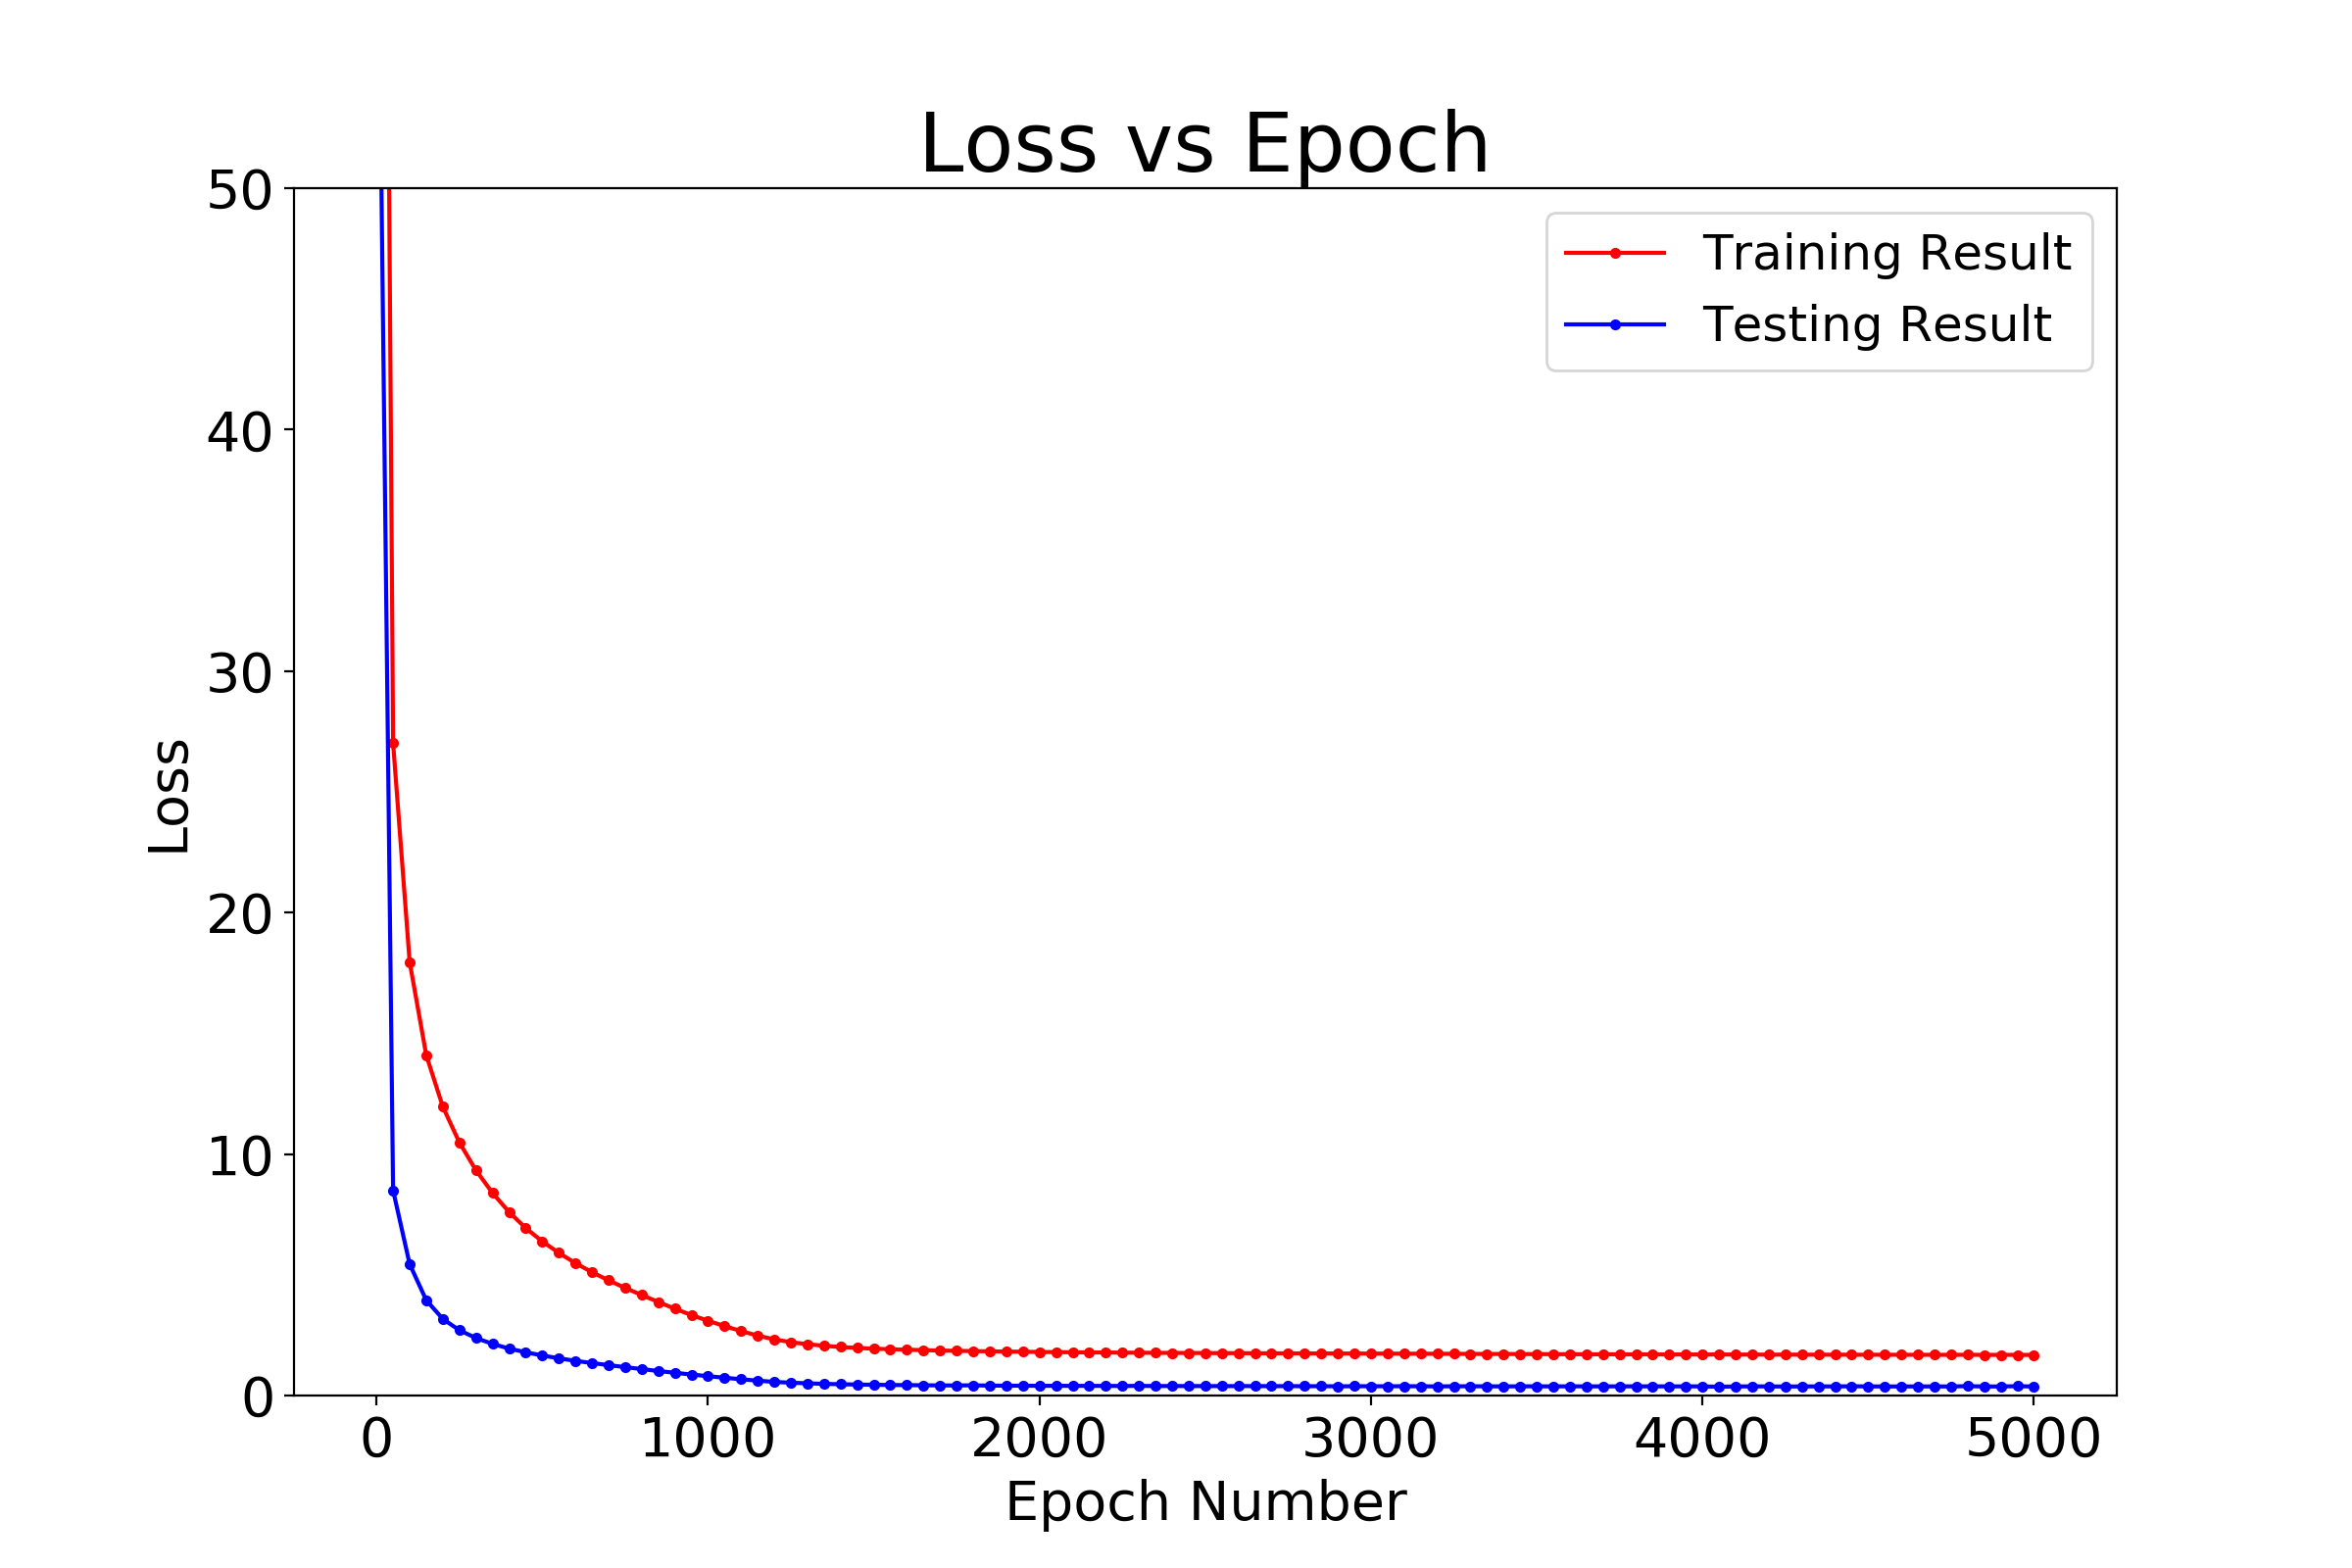 Loss vs Epoch
Training Result
Testing Result
50
40
30
20
10
0
Loss
0 1000 2000 3000 4000 5000
Epoch Number